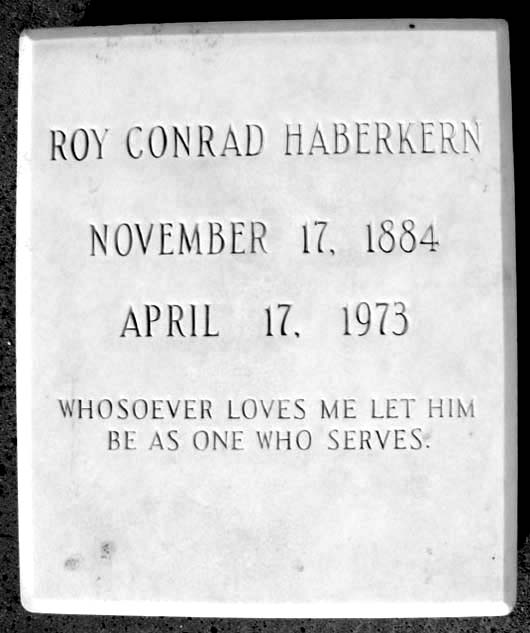 ROY CONRAD HABERKERN
NOVEMBER 17, 1884
APRIL 17, 1973
WHOSOEVER LOVES ME LET HIM
BE AS ONE WHO SERVES.